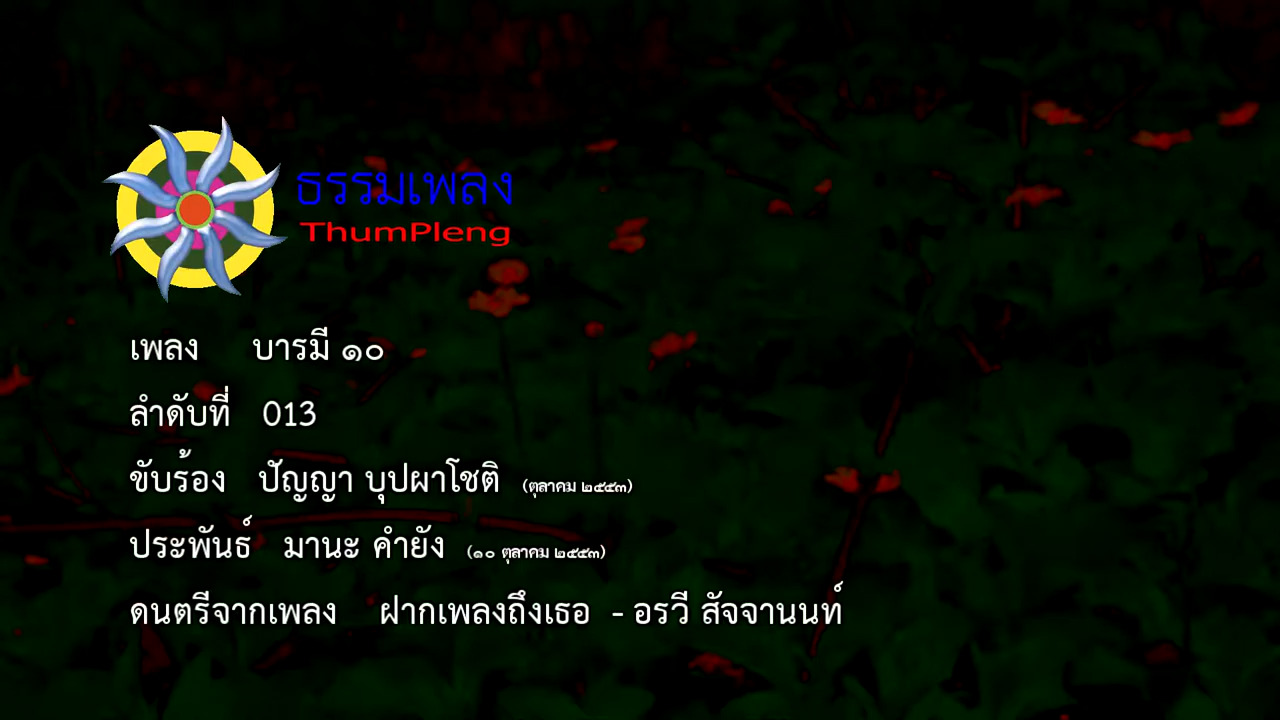 ธรรมเพลง
ThumPleng
เพลง บารมี ๑๐
ลำดับที่ 013
ขับร้อง ปัญญา บุปผาโชติ (ตุลาคม ๒๕๕๓)
ประพันธ์ มานะ คำยัง (๑๐ ตุลาคม ๒๕๕๓)
ดนตรีจากเพลง ฝากเพลงถึงเธอ - อรวี สัจจานนท์